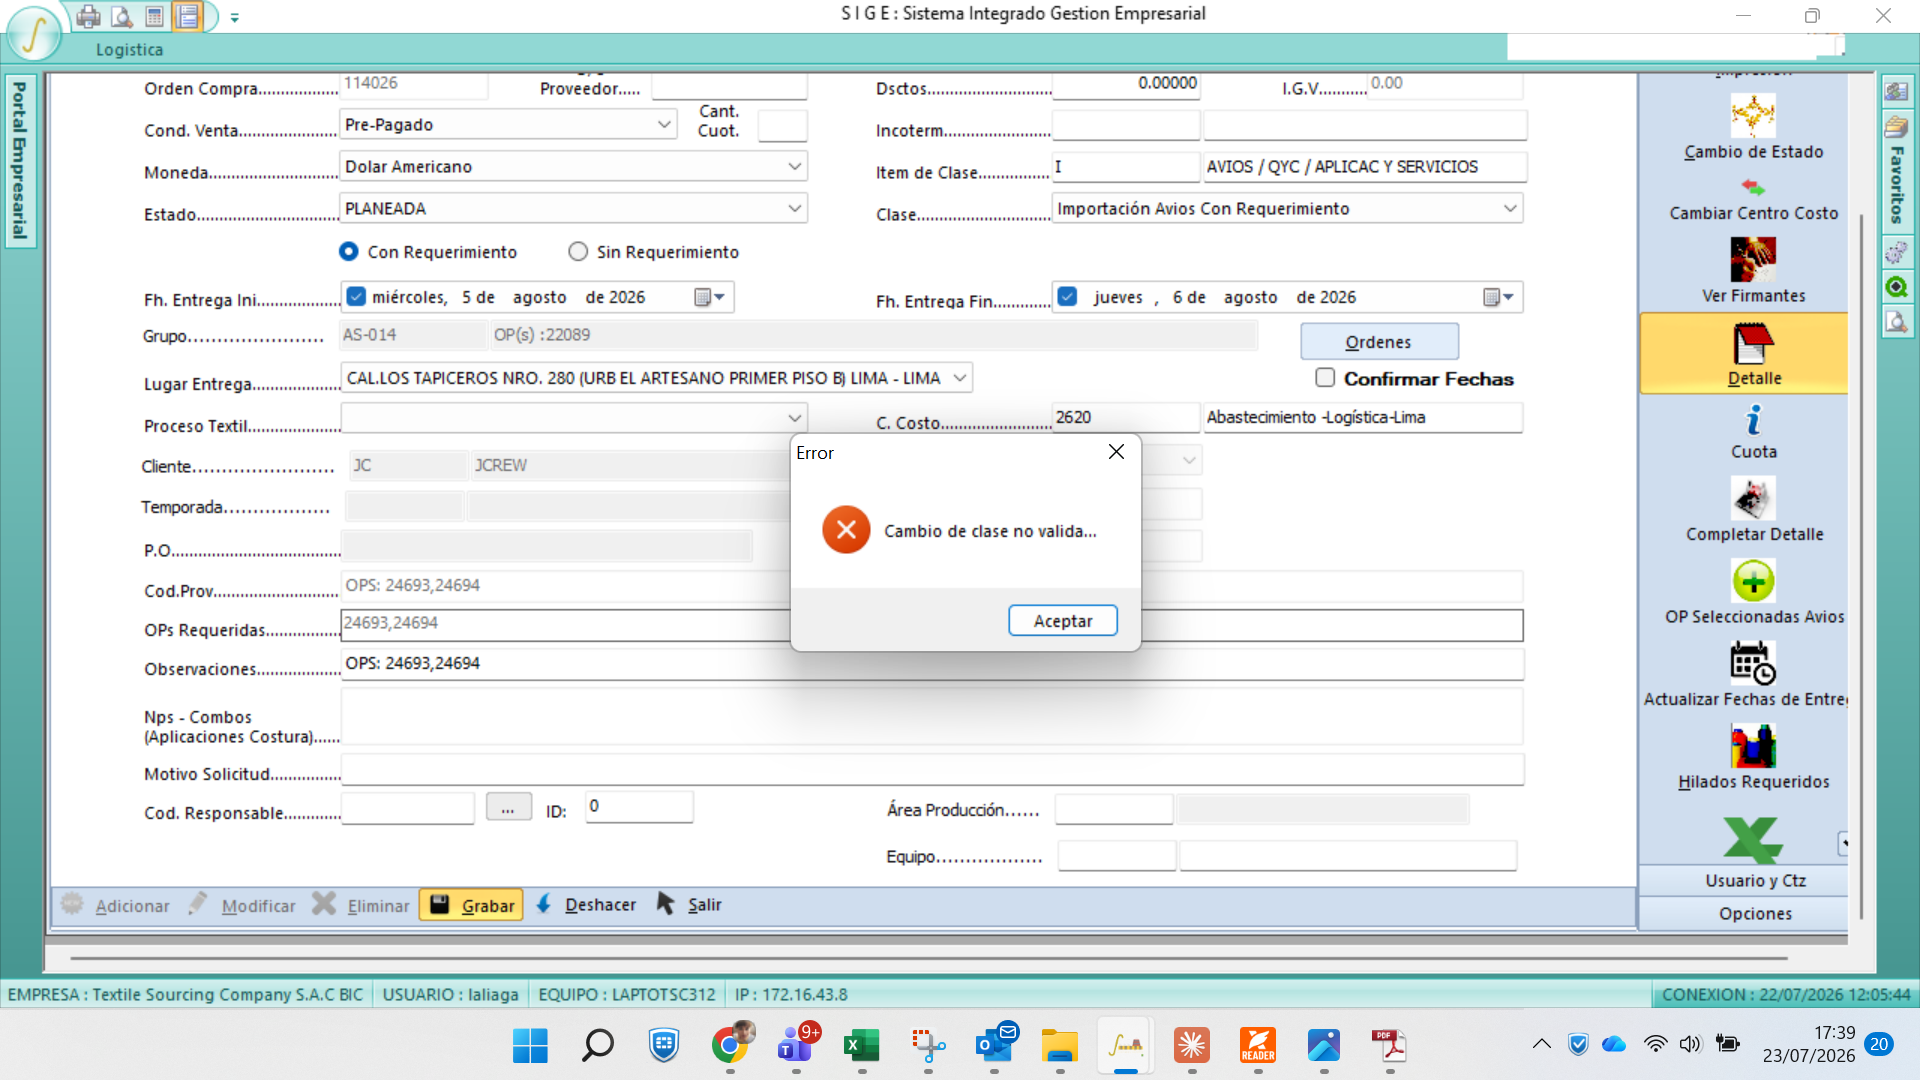 S I G E : Sistema Integrado Gestion Empresarial
Logistica
Portal Empresarial
Favoritos
Orden Compra................. 114026
Proveedor.....
Dsctos.......................... 0.00000
I.G.V........... 0.00
Cond. Venta..................... Pre-Pagado
Cant.
Cuot.
Incoterm.......................
Moneda........................... Dolar Americano
Item de Clase............... I AVIOS / QYC / APLICAC Y SERVICIOS
Estado............................. PLANEADA
Clase............................... Importación Avios Con Requerimiento
Con Requerimiento
Sin Requerimiento
Fh. Entrega Ini................. miércoles, 5 de agosto de 2026
Fh. Entrega Fin............ jueves , 6 de agosto de 2026
Grupo....................... AS-014 OP(s) :22089
Ordenes
Lugar Entrega.................. CAL.LOS TAPICEROS NRO. 280 (URB EL ARTESANO PRIMER PISO B) LIMA - LIMA
Confirmar Fechas
Proceso Textil...................
C. Costo........................ 2620 Abastecimiento -Logística-Lima
Cliente........................ JC JCREW
Temporada..................
P.O....................................
Cod.Prov......................... OPS: 24693,24694
OPs Requeridas............... 24693,24694
Observaciones................. OPS: 24693,24694
Nps - Combos
(Aplicaciones Costura)......
Motivo Solicitud..............
Cod. Responsable............
...
ID: 0
Área Producción......
Equipo..................
Error
Cambio de clase no valida...
Aceptar
Cambio de Estado
Cambiar Centro Costo
Ver Firmantes
Detalle
Cuota
Completar Detalle
OP Seleccionadas Avios
Actualizar Fechas de Entre
Hilados Requeridos
Usuario y Ctz
Opciones
Adicionar
Modificar
Eliminar
Grabar
Deshacer
Salir
EMPRESA : Textile Sourcing Company S.A.C BIC
USUARIO : laliaga
EQUIPO : LAPTOTSC312
IP : 172.16.43.8
CONEXION : 22/07/2026 12:05:44
9+
READER
PDF
17:39
23/07/2026
20